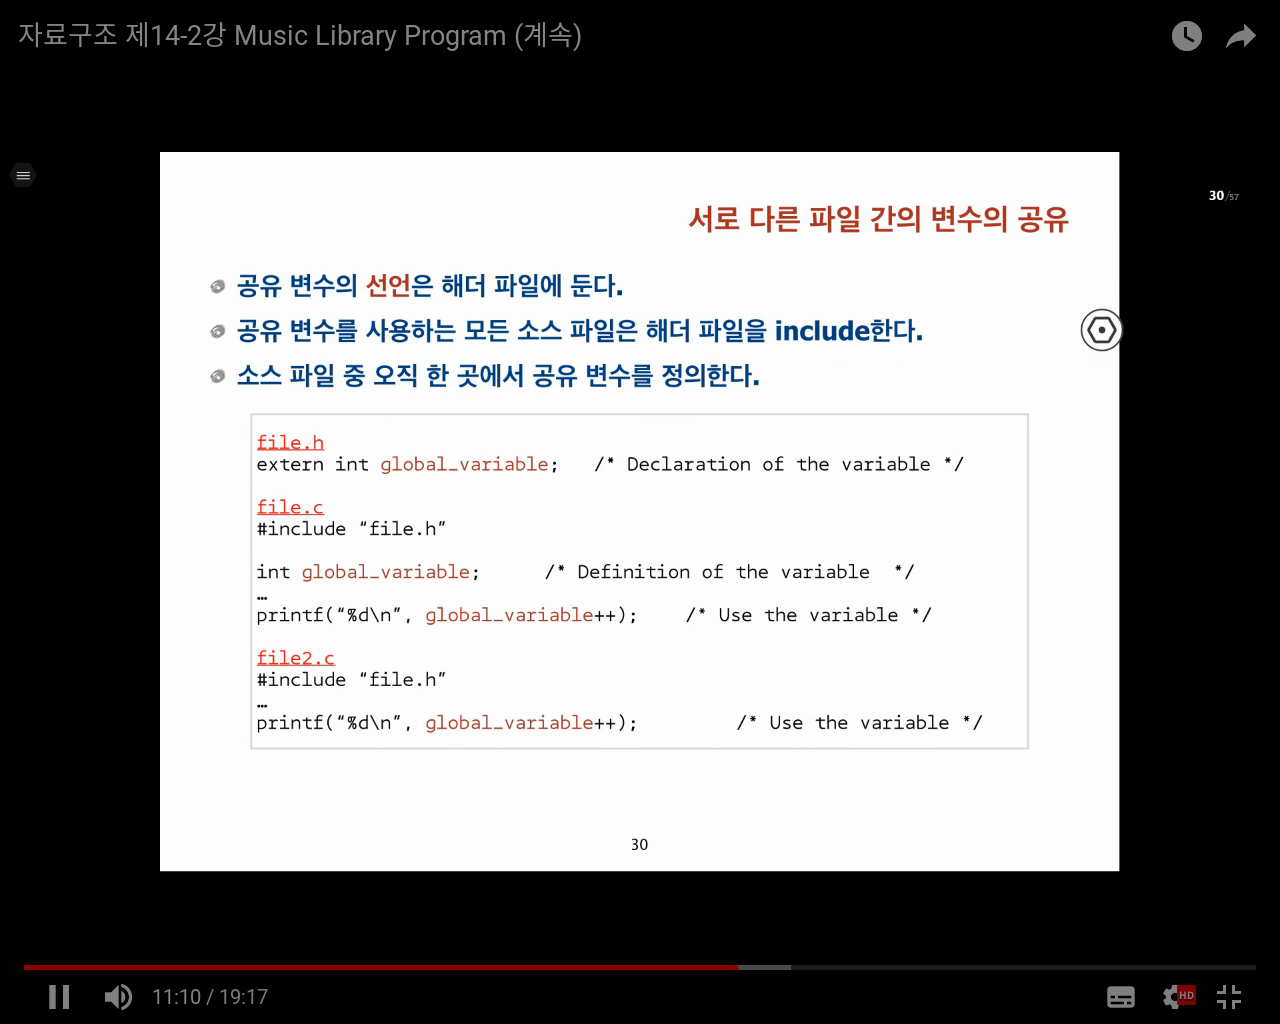 자료구조 제14-2강 Music Library Program (계속)
30/57
서로 다른 파일 간의 변수의 공유
공유 변수의 선언은 해더 파일에 둔다.
공유 변수를 사용하는 모든 소스 파일은 해더 파일을 include한다.
소스 파일 중 오직 한 곳에서 공유 변수를 정의한다.
file.h
extern int global_variable;   /* Declaration of the variable */
file.c
#include “file.h”
int global_variable;      /* Definition of the variable  */
…
printf(“%d\n”, global_variable++);    /* Use the variable */
file2.c
#include “file.h”
…
printf(“%d\n”, global_variable++);         /* Use the variable */
30
11:10 / 19:17
HD